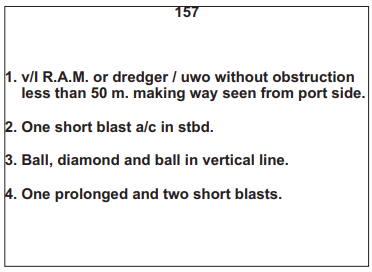 157
1. v/l R.A.M. or dredger / uwo without obstruction
less than 50 m. making way seen from port side.
2. One short blast a/c in stbd.
3. Ball, diamond and ball in vertical line.
4. One prolonged and two short blasts.